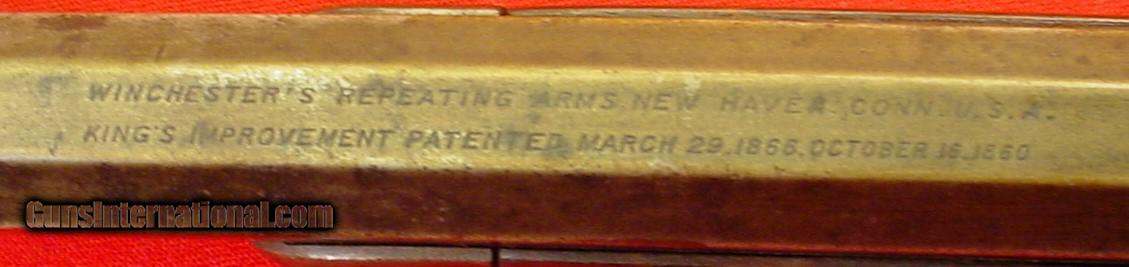 WINCHESTER'S REPEATING ARMS. NEW HAVEN. CONN. U.S.A.
KING'S IMPROVEMENT PATENTED MARCH 29.1866. OCTOBER 16.1860
GunsInternational.com